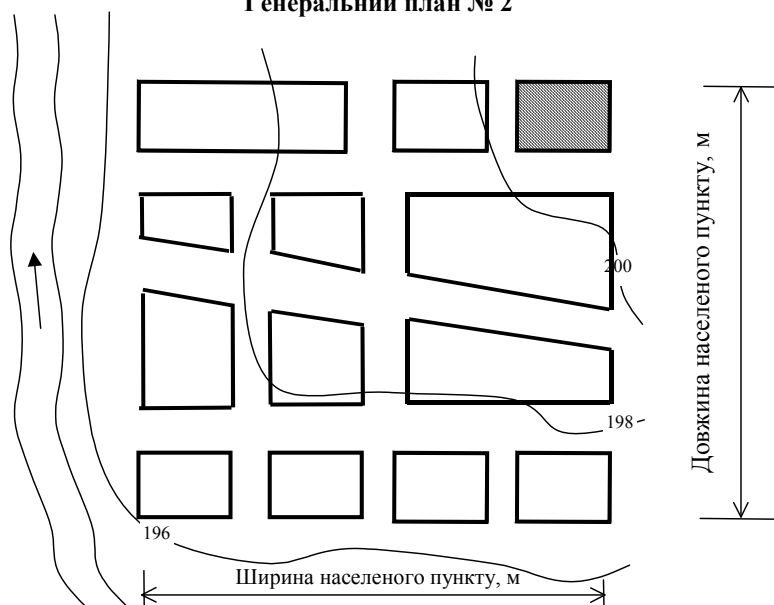 Генеральний план № 2
200
Довжина населеного пункту, м
198
196
Ширина населеного пункту, м